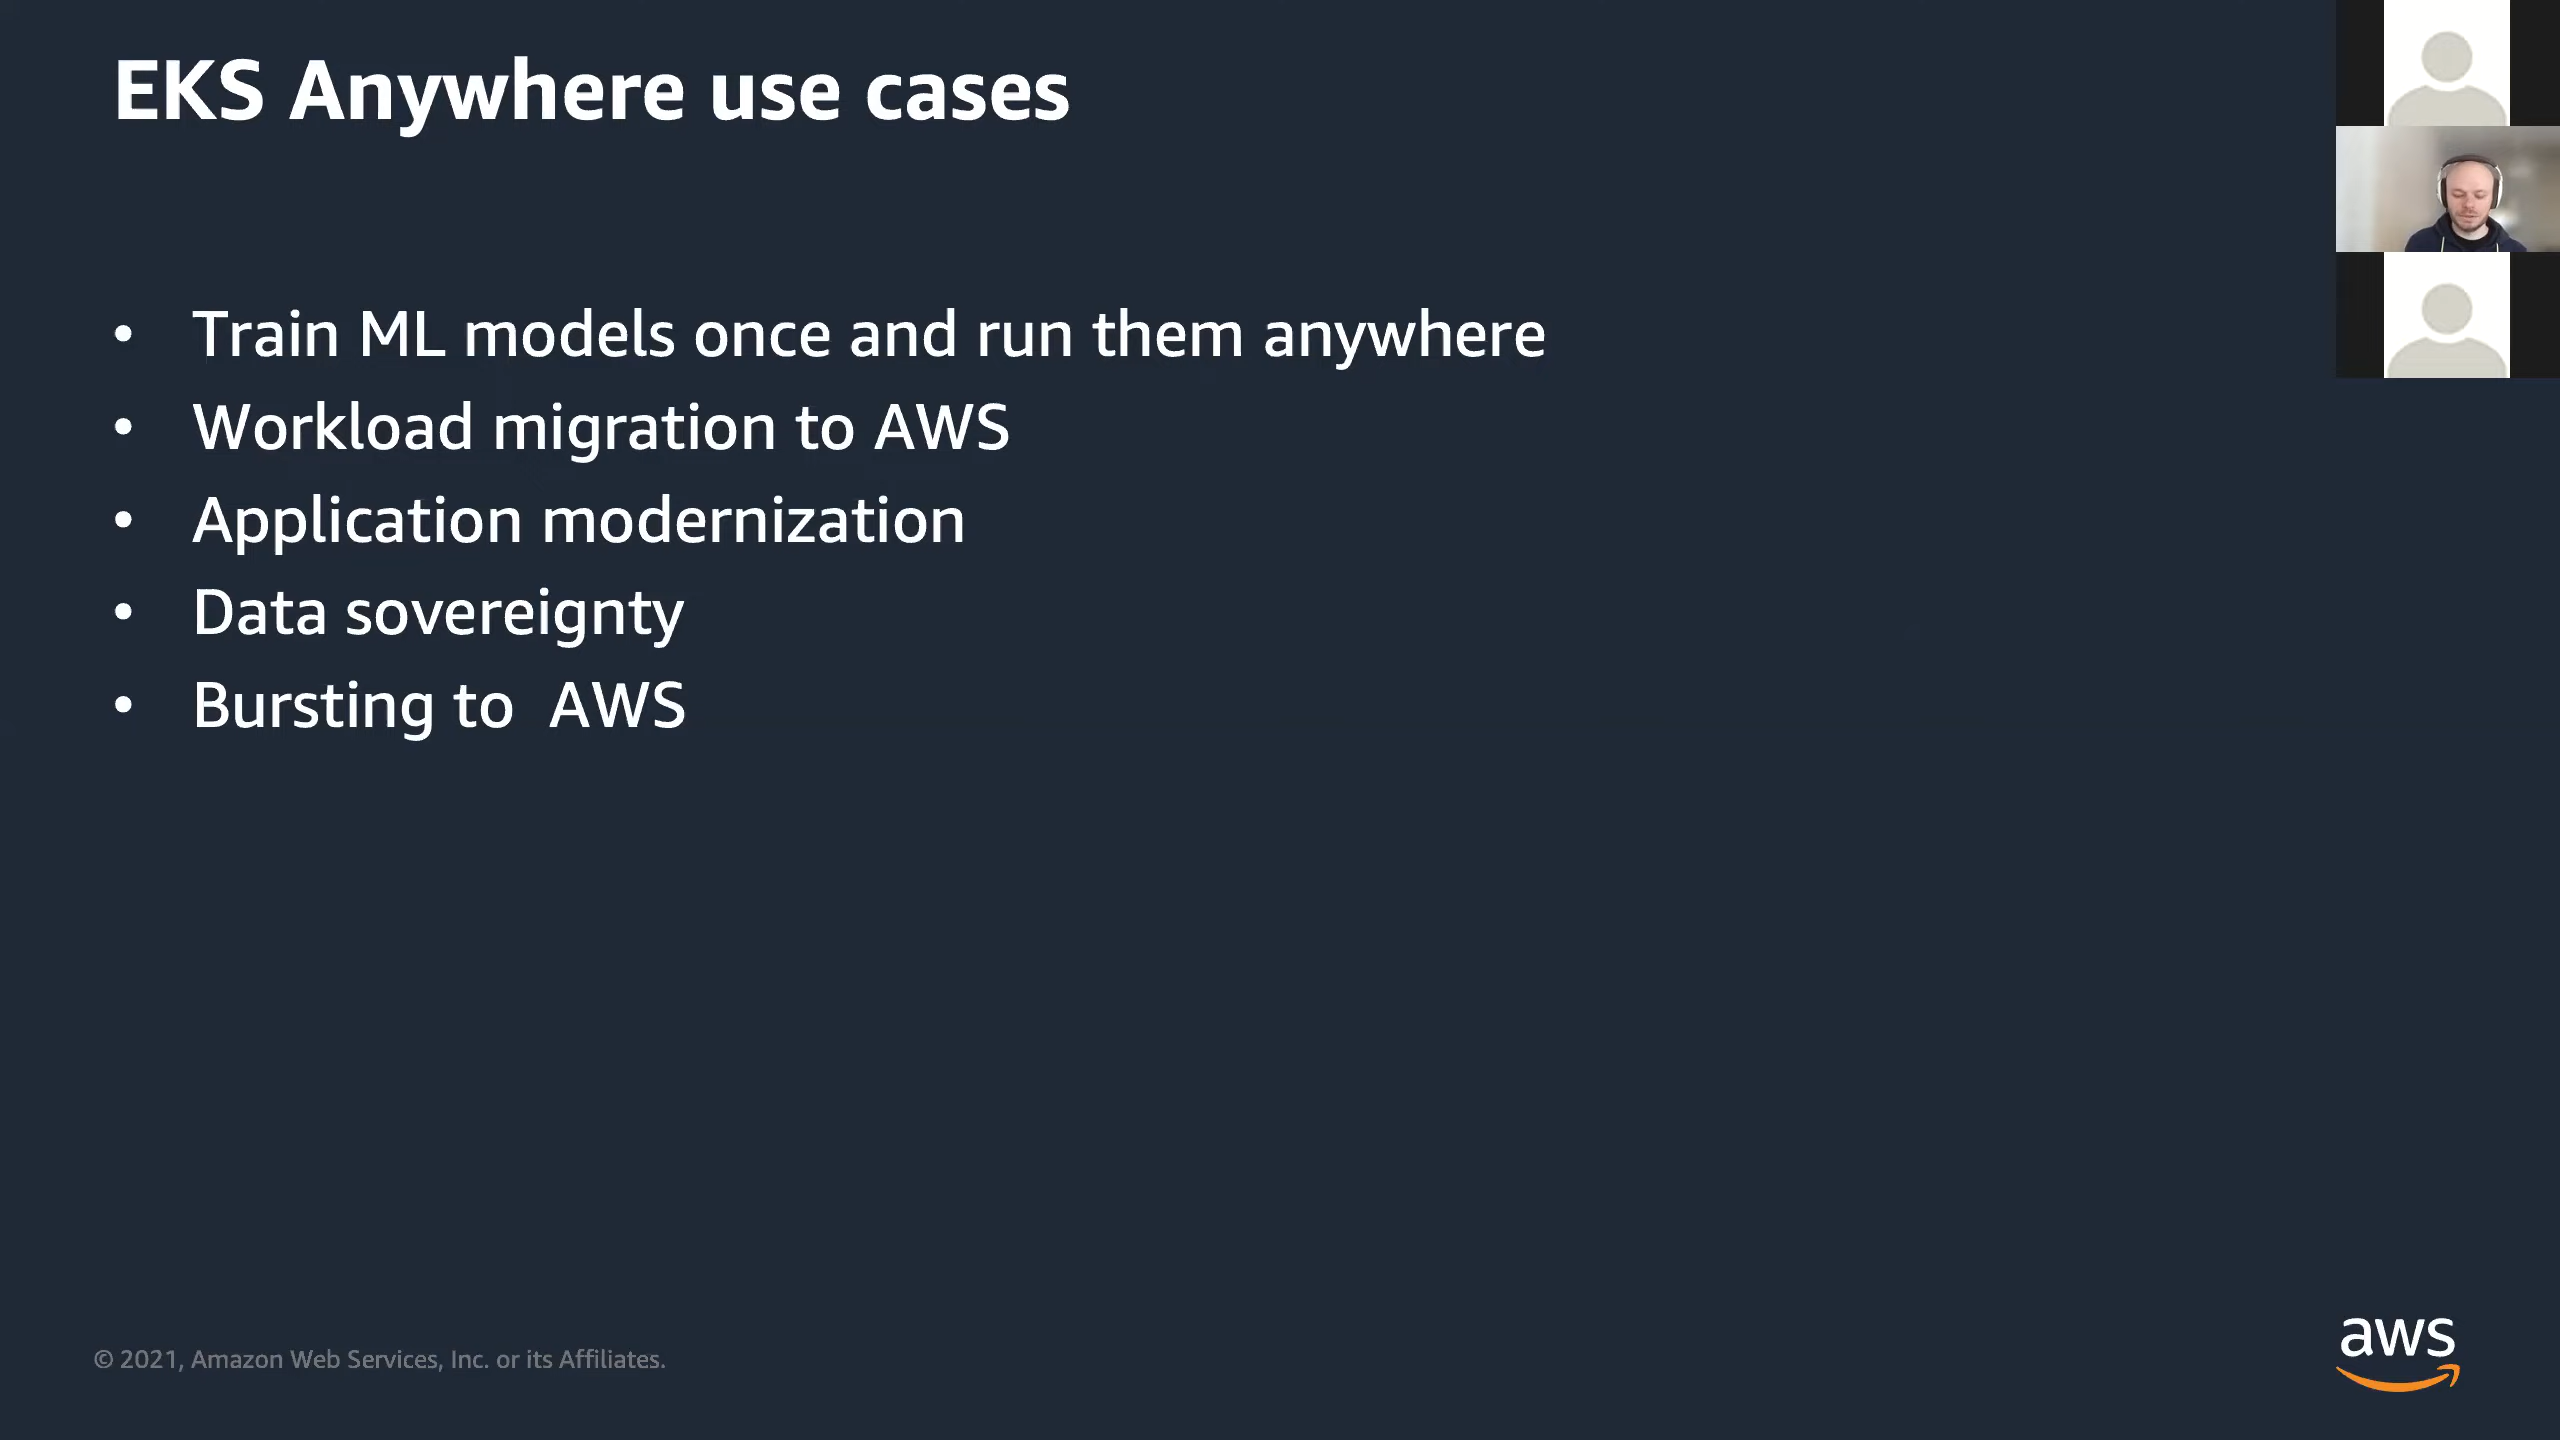 EKS Anywhere use cases
• Train ML models once and run them anywhere
• Workload migration to AWS
• Application modernization
• Data sovereignty
• Bursting to  AWS
© 2021, Amazon Web Services, Inc. or its Affiliates.
aws